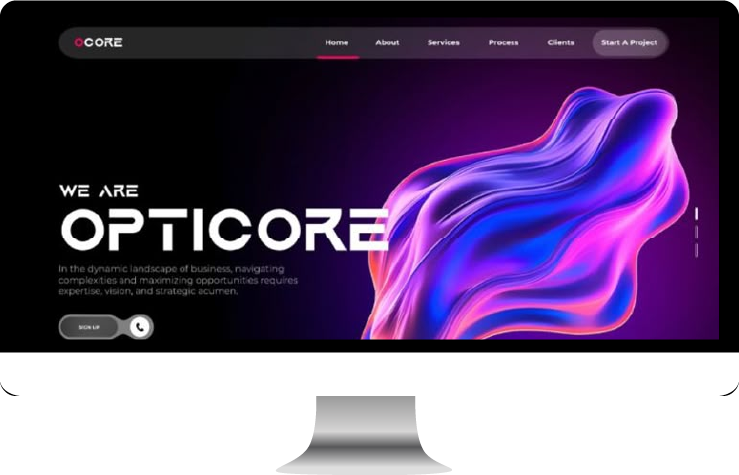 OCORE
Home About Services Process Clients Start A Project
WE ARE
OPTICORE
In the dynamic landscape of business, navigating
complexities and maximizing opportunities requires
expertise, vision, and strategic acumen.
SIGN UP